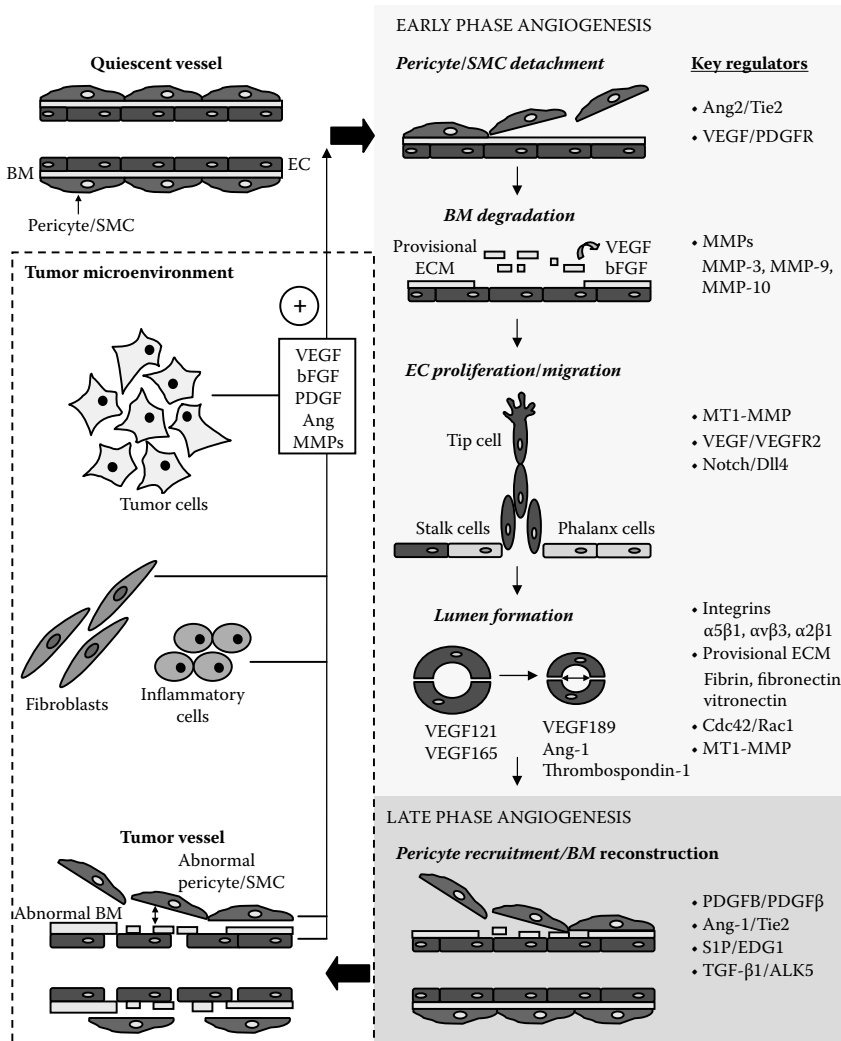 Quiescent vessel
BM
EC
Pericyte/SMC
Tumor microenvironment
+
VEGF
bFGF
PDGF
Ang
MMPs
Tumor cells
Fibroblasts
Inflammatory
cells
Tumor vessel
Abnormal
pericyte/SMC
Abnormal BM
EARLY PHASE ANGIOGENESIS
Pericyte/SMC detachment
Key regulators
• Ang2/Tie2
• VEGF/PDGFR
BM degradation
Provisional
ECM
VEGF
bFGF
• MMPs
MMP-3, MMP-9,
MMP-10
EC proliferation/migration
Tip cell
Stalk cells
Phalanx cells
• MT1-MMP
• VEGF/VEGFR2
• Notch/Dll4
Lumen formation
VEGF121
VEGF165
VEGF189
Ang-1
Thrombospondin-1
• Integrins
α5β1, αvβ3, α2β1
• Provisional ECM
Fibrin, fibronectin
vitronectin
• Cdc42/Rac1
• MT1-MMP
LATE PHASE ANGIOGENESIS
Pericyte recruitment/BM reconstruction
• PDGFB/PDGFβ
• Ang-1/Tie2
• S1P/EDG1
• TGF-β1/ALK5